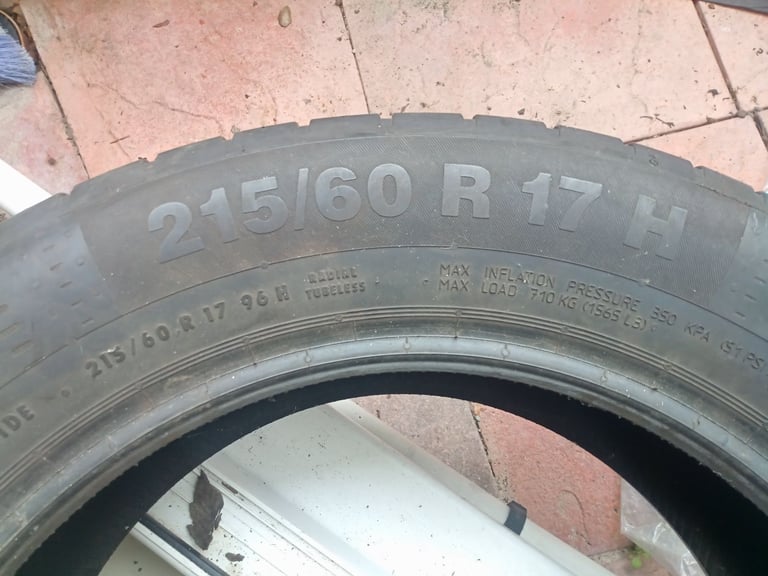 215/60 R 17 H
IDE 215/60 R 17 96 H RADIAL TUBELESS
MAX INFLATION PRESSURE 350 KPA (51 PSI
MAX LOAD 710 KG (1565 LB)